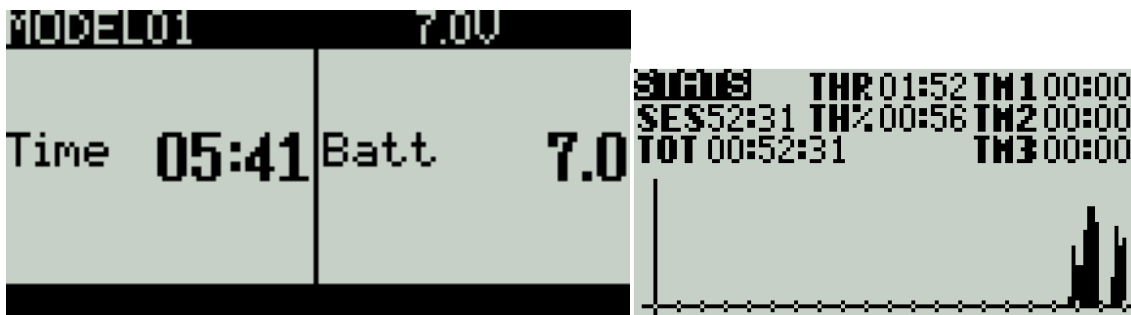 MODEL01 7.0V
Time 05:41 Batt 7.0
STATS THR 01:52 TM1 00:00
SES 52:31 TH% 00:56 TM2 00:00
TOT 00:52:31 TM3 00:00